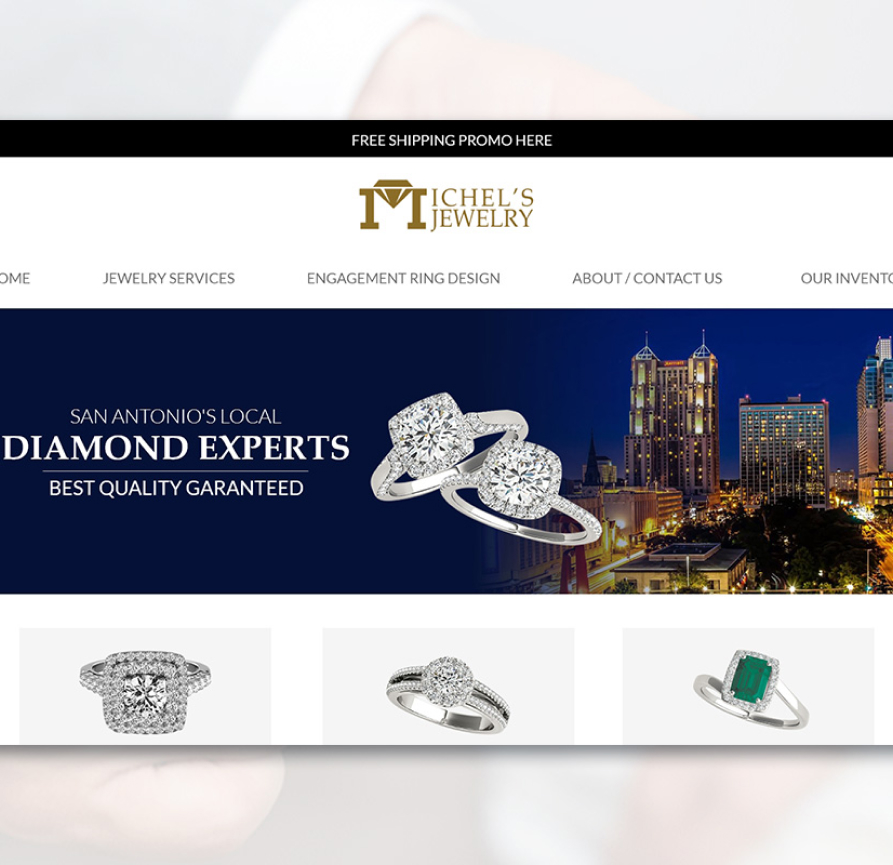 FREE SHIPPING PROMO HERE
MICHEL'S
JEWELRY
OME
JEWELRY SERVICES
ENGAGEMENT RING DESIGN
ABOUT / CONTACT US
OUR INVENTO
SAN ANTONIO'S LOCAL
DIAMOND EXPERTS
BEST QUALITY GARANTEED